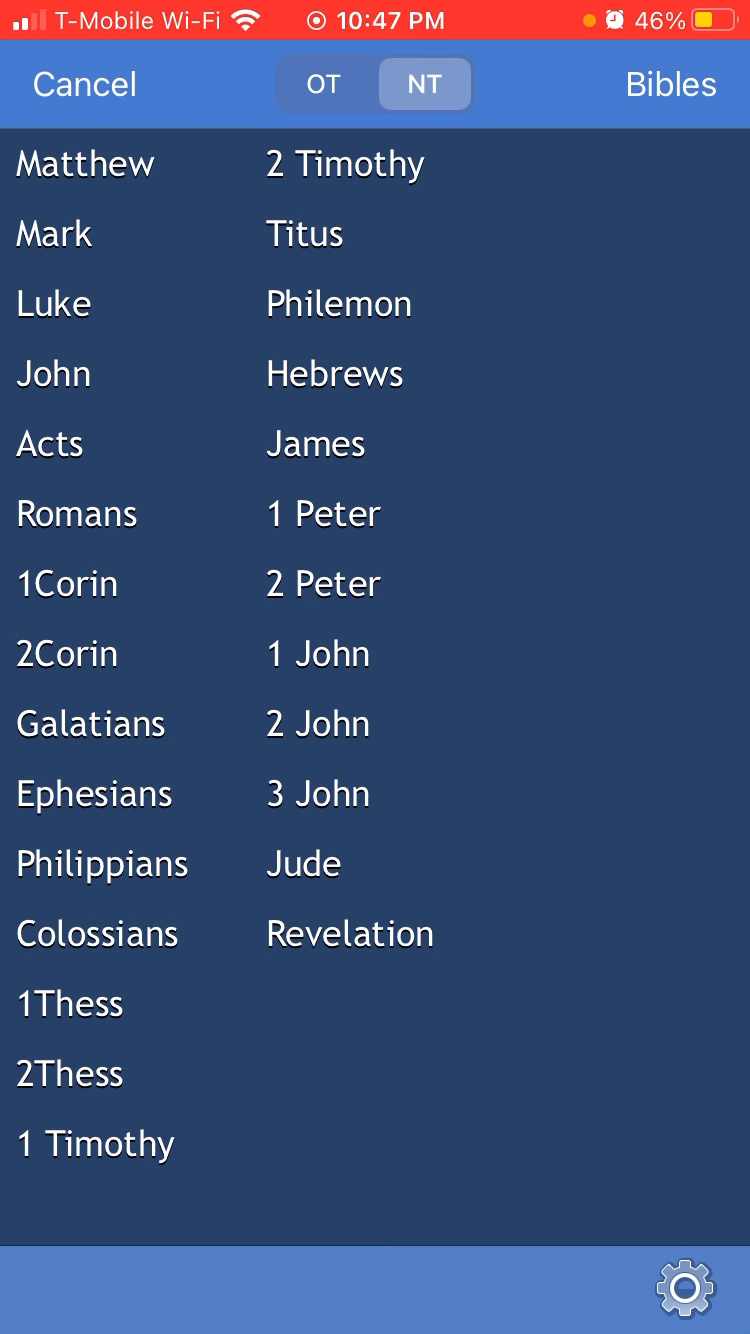 T-Mobile Wi-Fi 10:47 PM 46%
Cancel OT NT Bibles
Matthew
Mark
Luke
John
Acts
Romans
1Corin
2Corin
Galatians
Ephesians
Philippians
Colossians
1Thess
2Thess
1 Timothy
2 Timothy
Titus
Philemon
Hebrews
James
1 Peter
2 Peter
1 John
2 John
3 John
Jude
Revelation